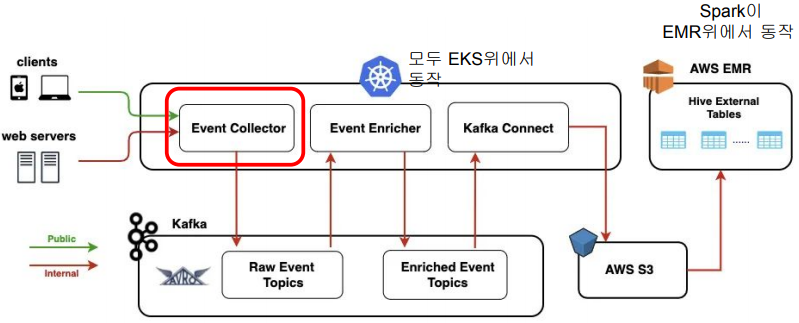 Spark이
EMR위에서 동작
clients
모두 EKS위에서
동작
AWS EMR
Hive External
Tables
......
Event Collector
Event Enricher
Kafka Connect
web servers
Kafka
Public
Internal
AVRO
Raw Event
Topics
Enriched Event
Topics
AWS S3